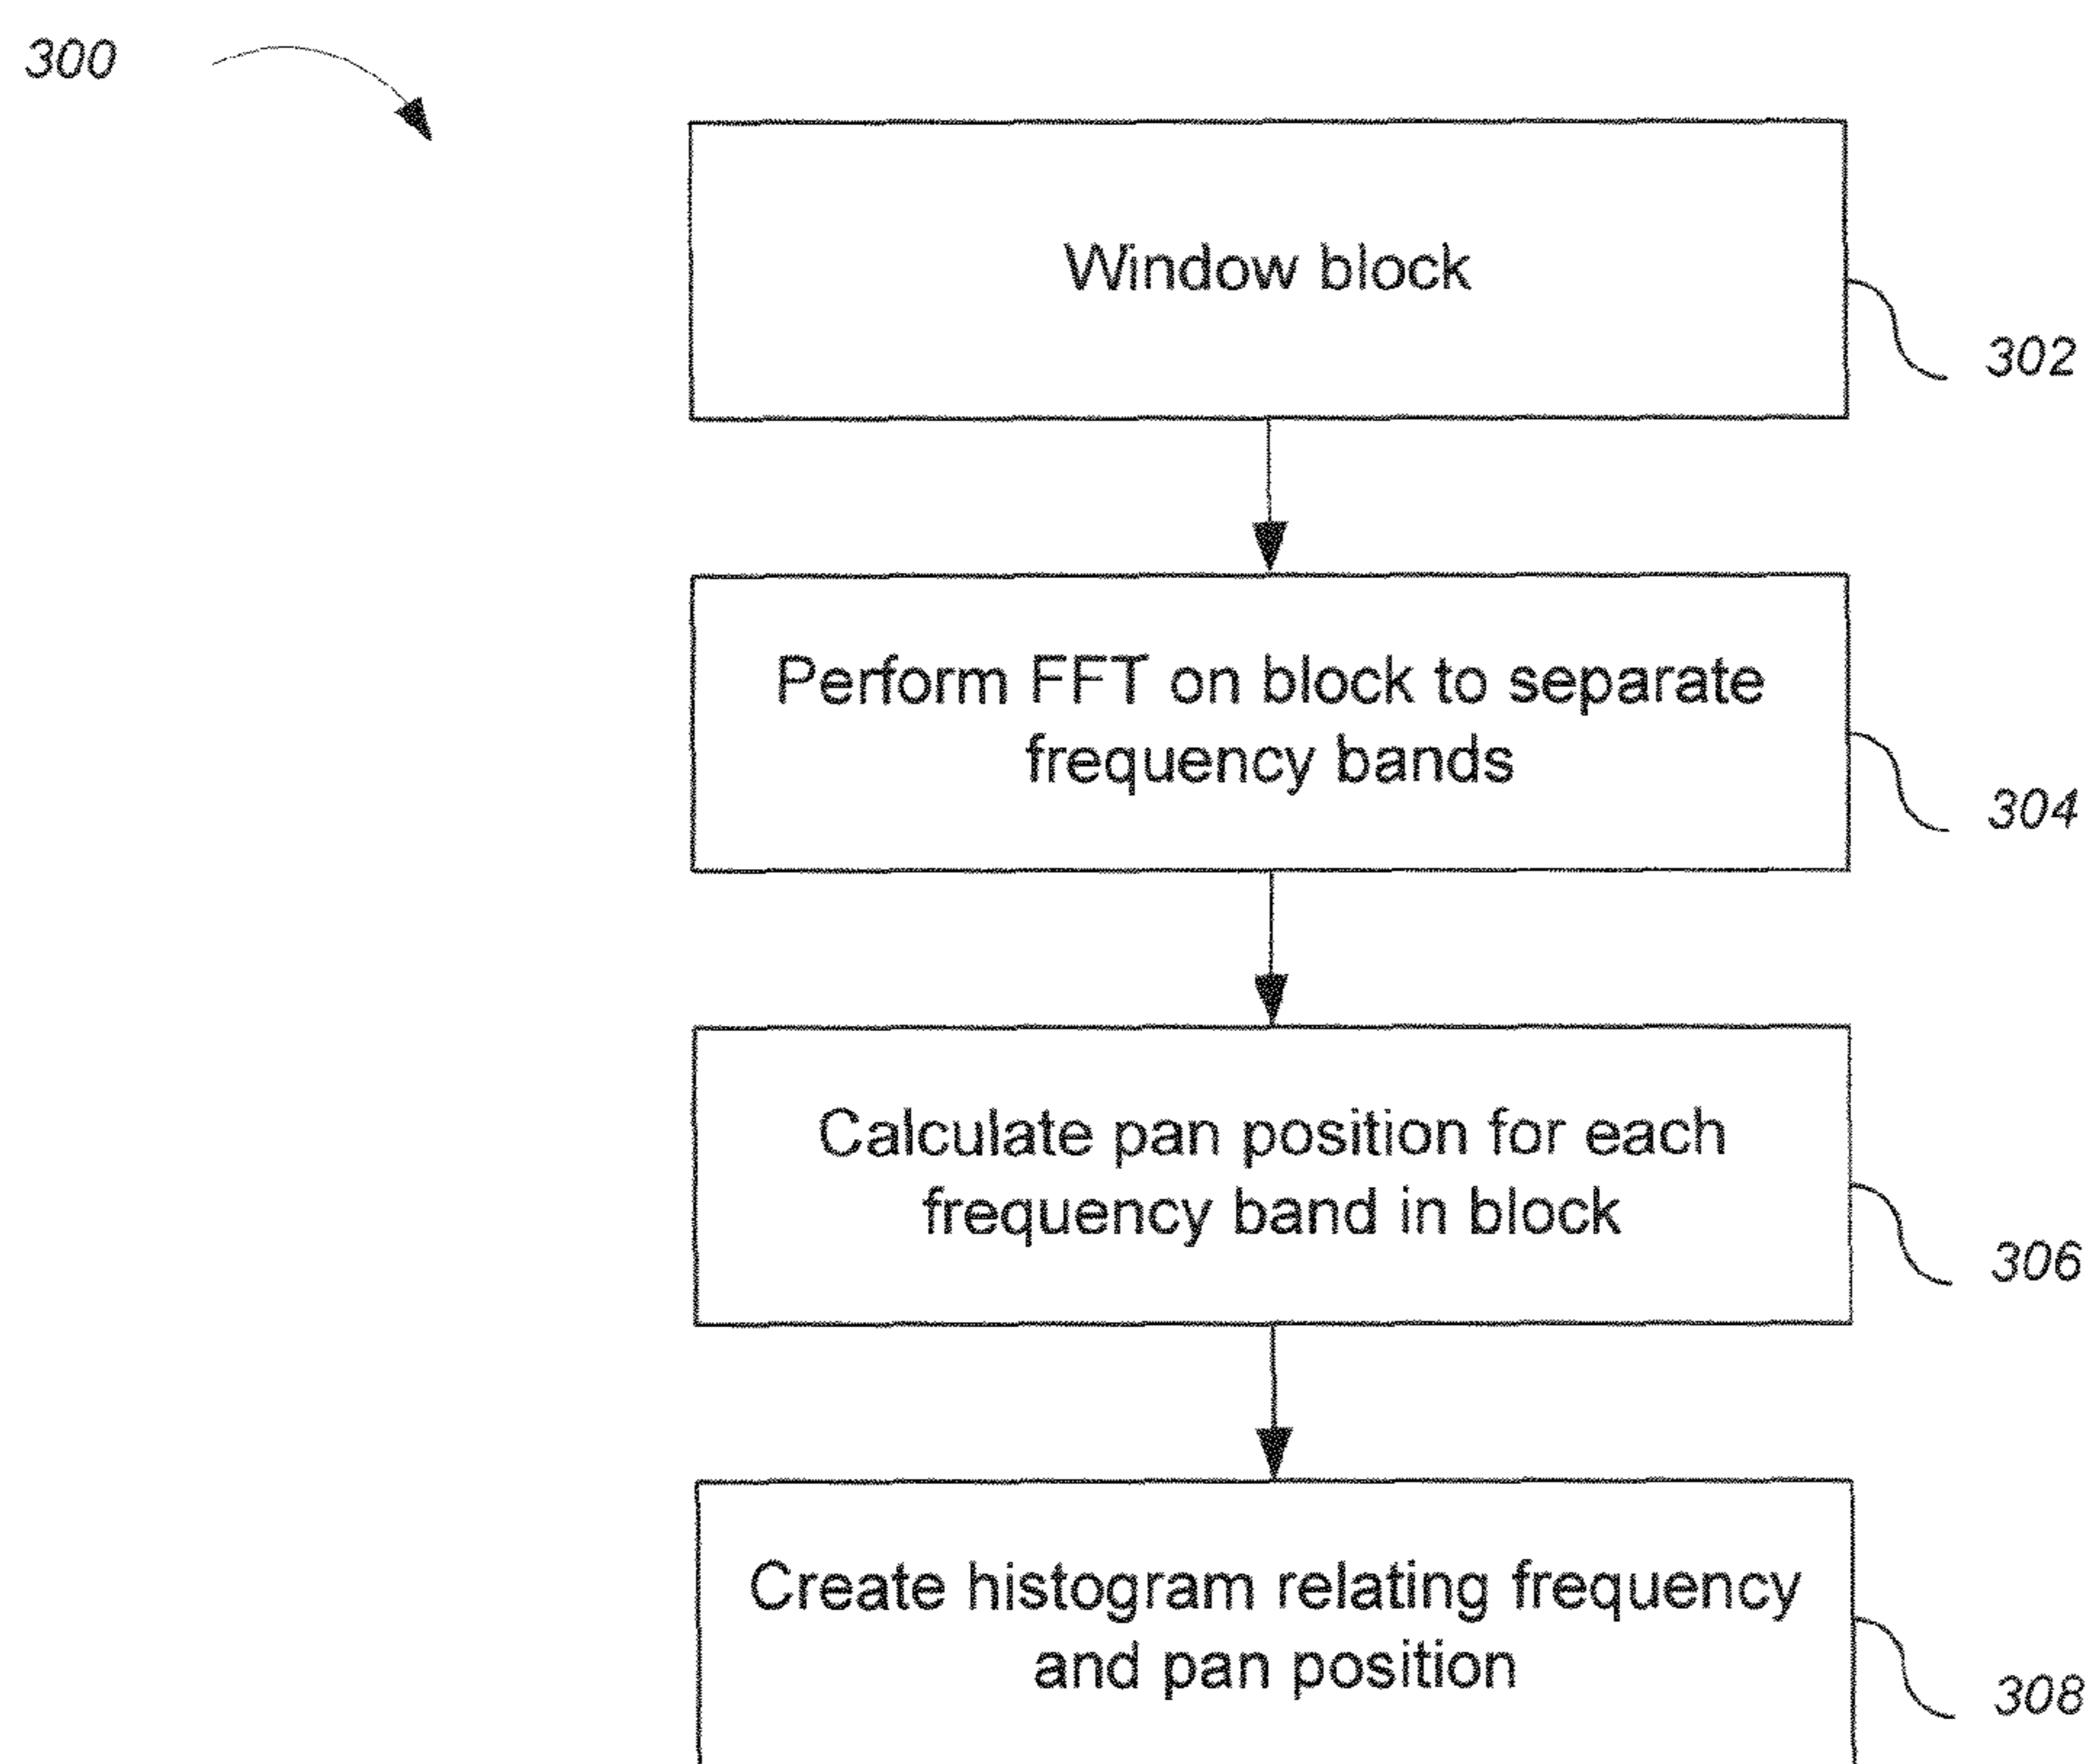 300
Window block
302
Perform FFT on block to separate
frequency bands
304
Calculate pan position for each
frequency band in block
306
Create histogram relating frequency
and pan position
308